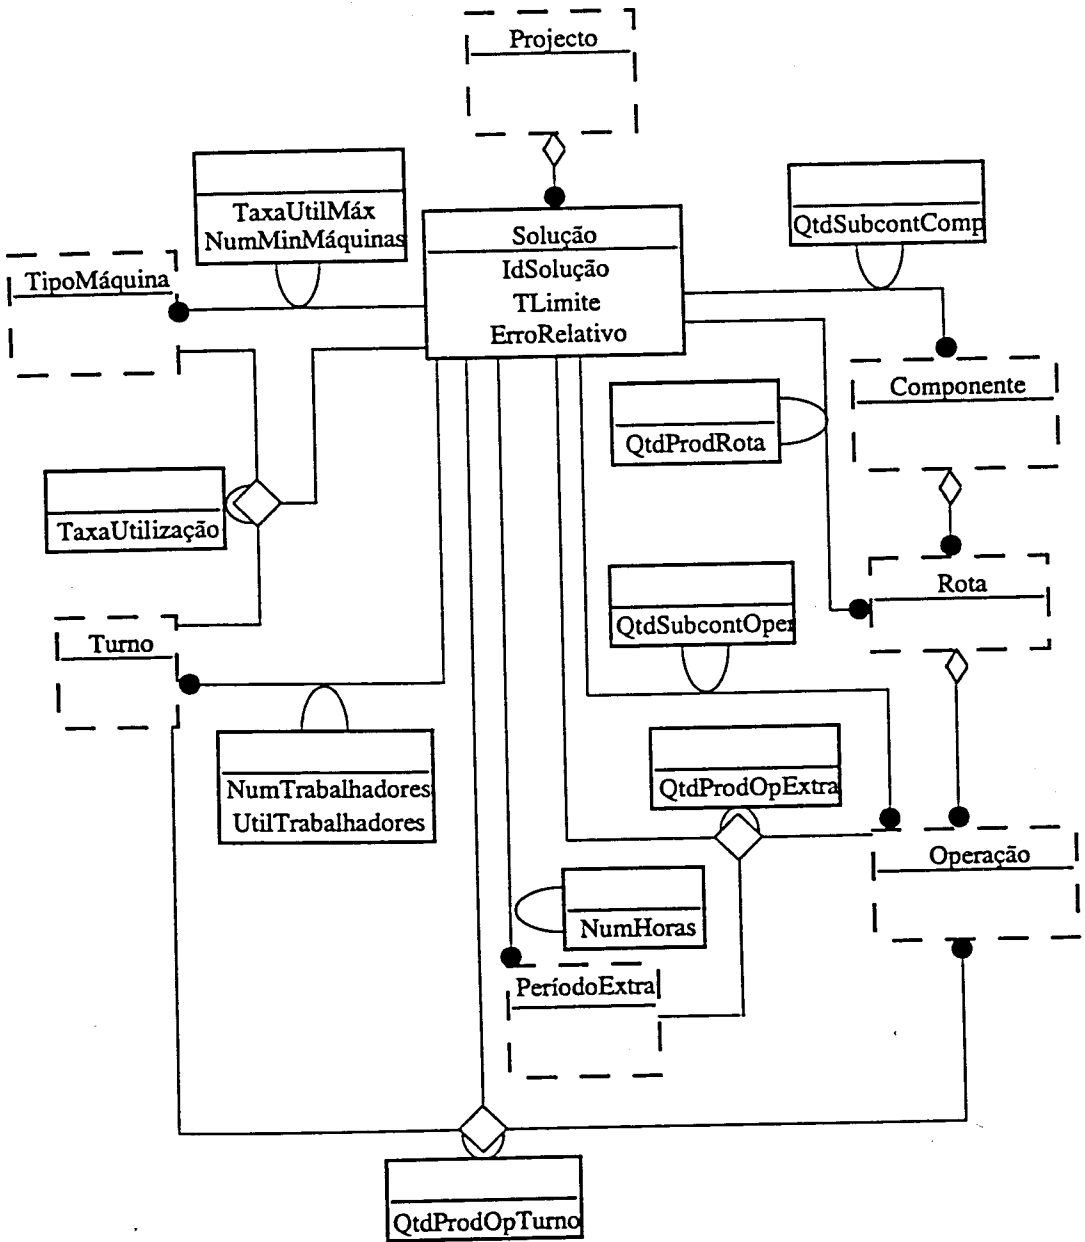 Projecto
TaxaUtilMáx
NumMinMáquinas
QtdSubcontComp
Solução
IdSolução
TLimite
ErroRelativo
TipoMáquina
Componente
QtdProdRota
TaxaUtilização
Rota
QtdSubcontOper
Turno
NumTrabalhadores
UtilTrabalhadores
QtdProdOpExtra
Operação
NumHoras
PeríodoExtra
QtdProdOpTurno